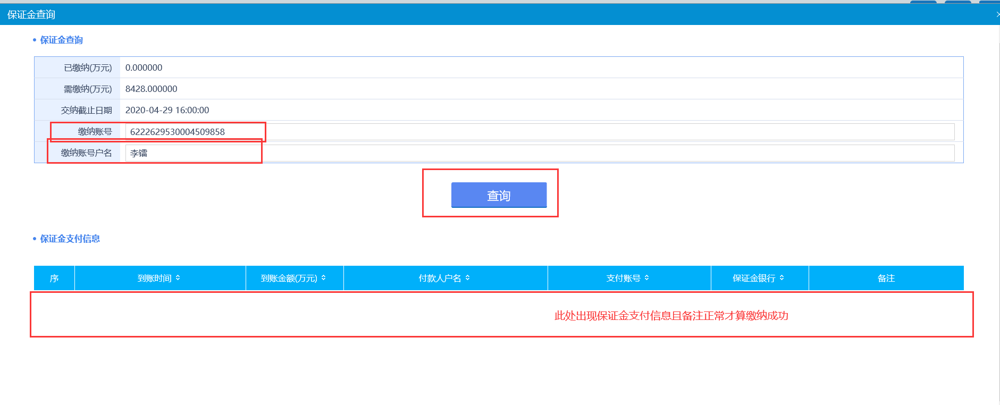 保证金查询
保证金查询
已缴纳(万元) 0.000000
需缴纳(万元) 8428.000000
交纳截止日期 2020-04-29 16:00:00
缴纳账号 6222629530004509858
缴纳账号户名 李镭
查询
保证金支付信息
序 到账时间 到账金额(万元) 付款人户名 支付账号 保证金银行 备注
此处出现保证金支付信息且备注正常才算缴纳成功